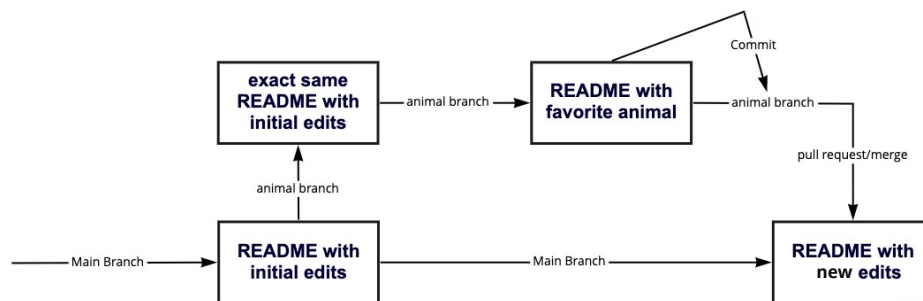 Commit
exact same
README with
initial edits
animal branch
README with
favorite animal
animal branch
pull request/merge
animal branch
Main Branch
README with
initial edits
Main Branch
README with
new edits